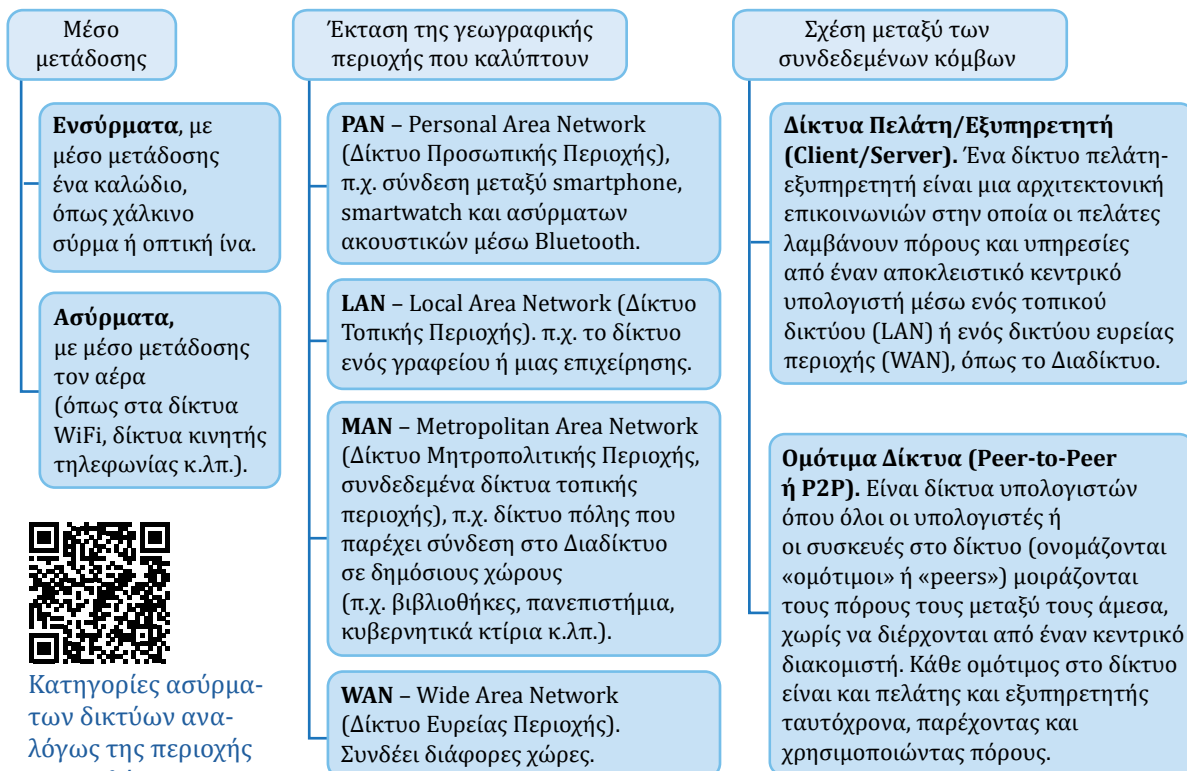 Μέσο
μετάδοσης
Ενσύρματα, με
μέσο μετάδοσης
ένα καλώδιο,
όπως χάλκινο
σύρμα ή οπτική ίνα.
Ασύρματα,
με μέσο μετάδοσης
τον αέρα
(όπως στα δίκτυα
WiFi, δίκτυα κινητής
τηλεφωνίας κ.λπ.).
Κατηγορίες ασύρμα-
των δικτύων ανα-
λόγως της περιοχής
Έκταση της γεωγραφικής
περιοχής που καλύπτουν
PAN – Personal Area Network
(Δίκτυο Προσωπικής Περιοχής),
π.χ. σύνδεση μεταξύ smartphone,
smartwatch και ασύρματων
ακουστικών μέσω Bluetooth.
LAN – Local Area Network (Δίκτυο
Τοπικής Περιοχής). π.χ. το δίκτυο
ενός γραφείου ή μιας επιχείρησης.
MAN – Metropolitan Area Network
(Δίκτυο Μητροπολιτικής Περιοχής,
συνδεδεμένα δίκτυα τοπικής
περιοχής), π.χ. δίκτυο πόλης που
παρέχει σύνδεση στο Διαδίκτυο
σε δημόσιους χώρους
(π.χ. βιβλιοθήκες, πανεπιστήμια,
κυβερνητικά κτίρια κ.λπ.).
WAN – Wide Area Network
(Δίκτυο Ευρείας Περιοχής).
Συνδέει διάφορες χώρες.
Σχέση μεταξύ των
συνδεδεμένων κόμβων
Δίκτυα Πελάτη/Εξυπηρετητή
(Client/Server). Ένα δίκτυο πελάτη-
εξυπηρετητή είναι μια αρχιτεκτονική
επικοινωνιών στην οποία οι πελάτες
λαμβάνουν πόρους και υπηρεσίες
από έναν αποκλειστικό κεντρικό
υπολογιστή μέσω ενός τοπικού
δικτύου (LAN) ή ενός δικτύου ευρείας
περιοχής (WAN), όπως το Διαδίκτυο.
Ομότιμα Δίκτυα (Peer-to-Peer
ή P2P). Είναι δίκτυα υπολογιστών
όπου όλοι οι υπολογιστές ή
οι συσκευές στο δίκτυο (ονομάζονται
«ομότιμοι» ή «peers») μοιράζονται
τους πόρους τους μεταξύ τους άμεσα,
χωρίς να διέρχονται από έναν κεντρικό
διακομιστή. Κάθε ομότιμος στο δίκτυο
είναι και πελάτης και εξυπηρετητής
ταυτόχρονα, παρέχοντας και
χρησιμοποιώντας πόρους.